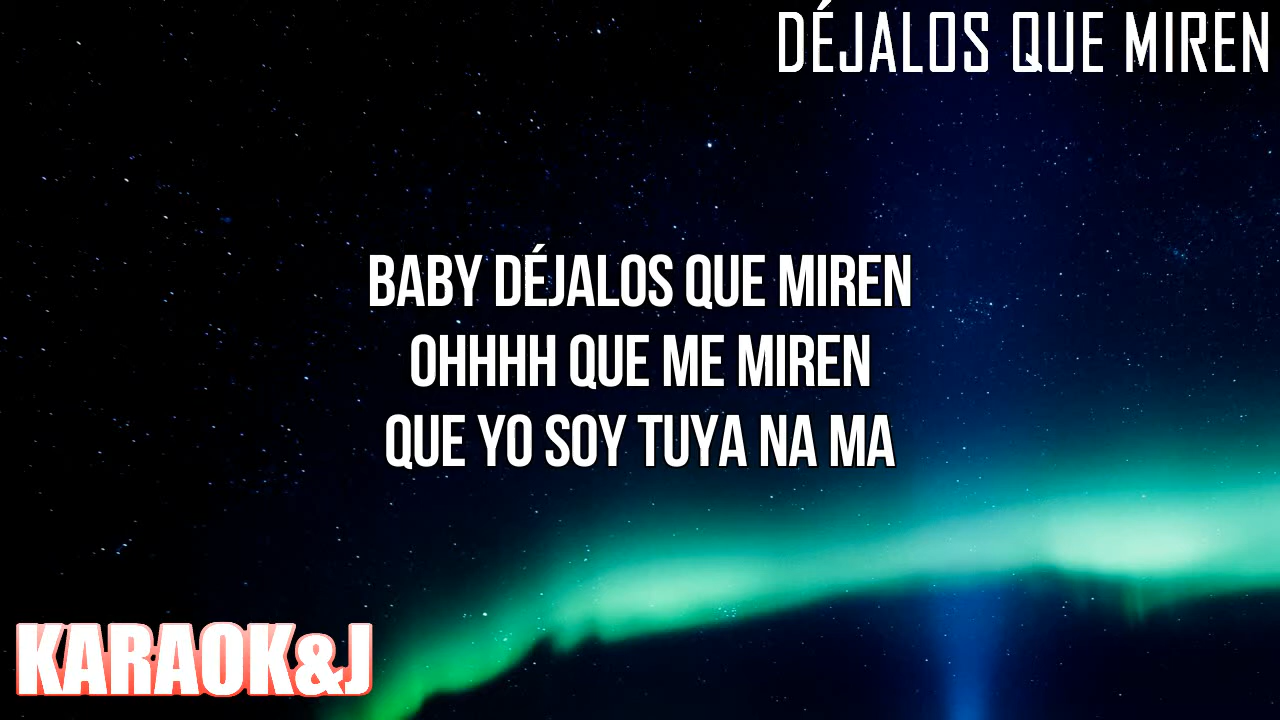 DÉJALOS QUE MIREN
BABY DÉJALOS QUE MIREN
OHHHH QUE ME MIREN
QUE YO SOY TUYA NA MA
KARAOK&J